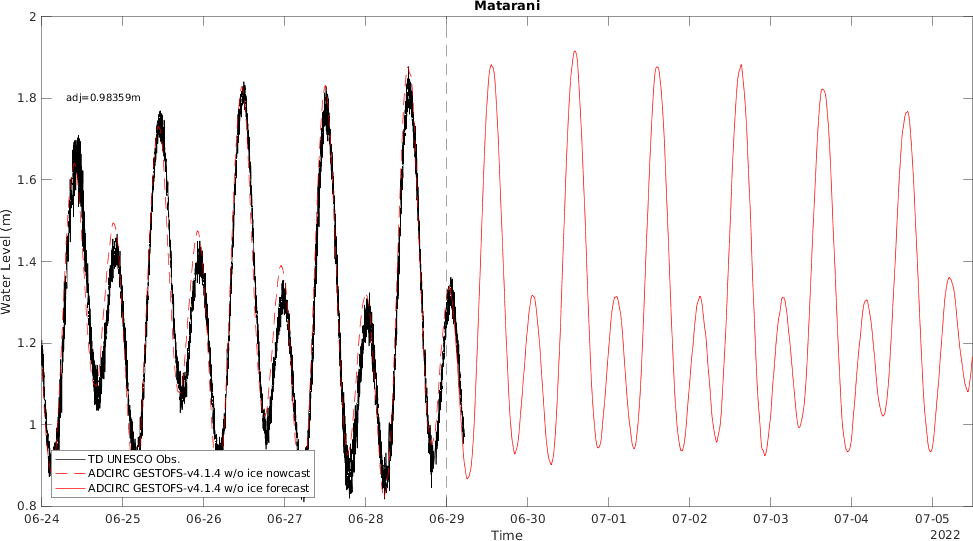 Matarani
2
1.8
1.6
1.4
1.2
1
0.8
Water Level (m)
adj=0.98359m
TD UNESCO Obs.
ADCIRC GESTOFS-v4.1.4 w/o ice nowcast
ADCIRC GESTOFS-v4.1.4 w/o ice forecast
06-24 06-25 06-26 06-27 06-28 06-29 06-30 07-01 07-02 07-03 07-04 07-05
Time
2022